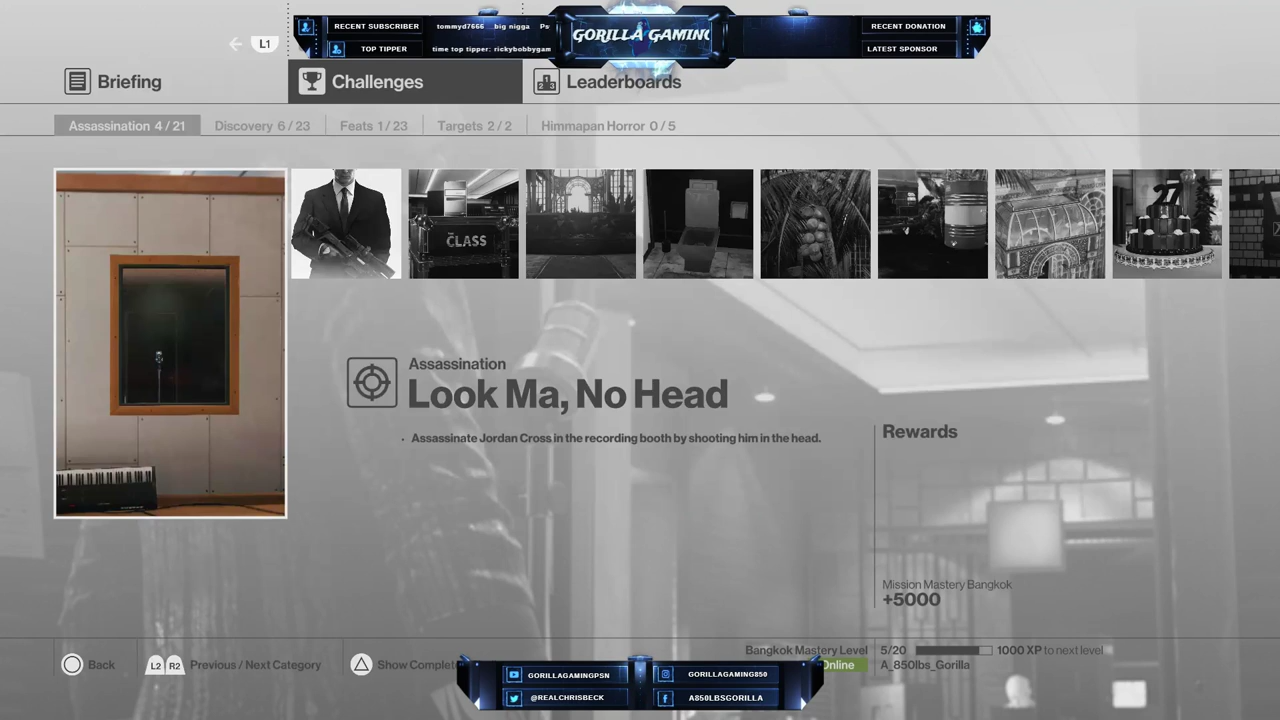 RECENT SUBSCRIBER
tommyd7666 big nigga Ps
TOP TIPPER
time top tipper: rickybobbygam
GORILLA GAMING
RECENT DONATION
LATEST SPONSOR
L1
Briefing
Challenges
Leaderboards
Assassination 4 / 21
Discovery 6 / 23
Feats 1 / 23
Targets 2 / 2
Himmapan Horror 0 / 5
THE CLASS
27
Assassination
Look Ma, No Head
· Assassinate Jordan Cross in the recording booth by shooting him in the head.
Rewards
Mission Mastery Bangkok
+5000
Back
L2 R2 Previous / Next Category
Show Complet
Bangkok Mastery Level
5/20
1000 XP to next level
Online
A_850lbs_Gorilla
GORILLAGAMINGPSN
GORILLAGAMING850
@REALCHRISBECK
A850LBSGORILLA